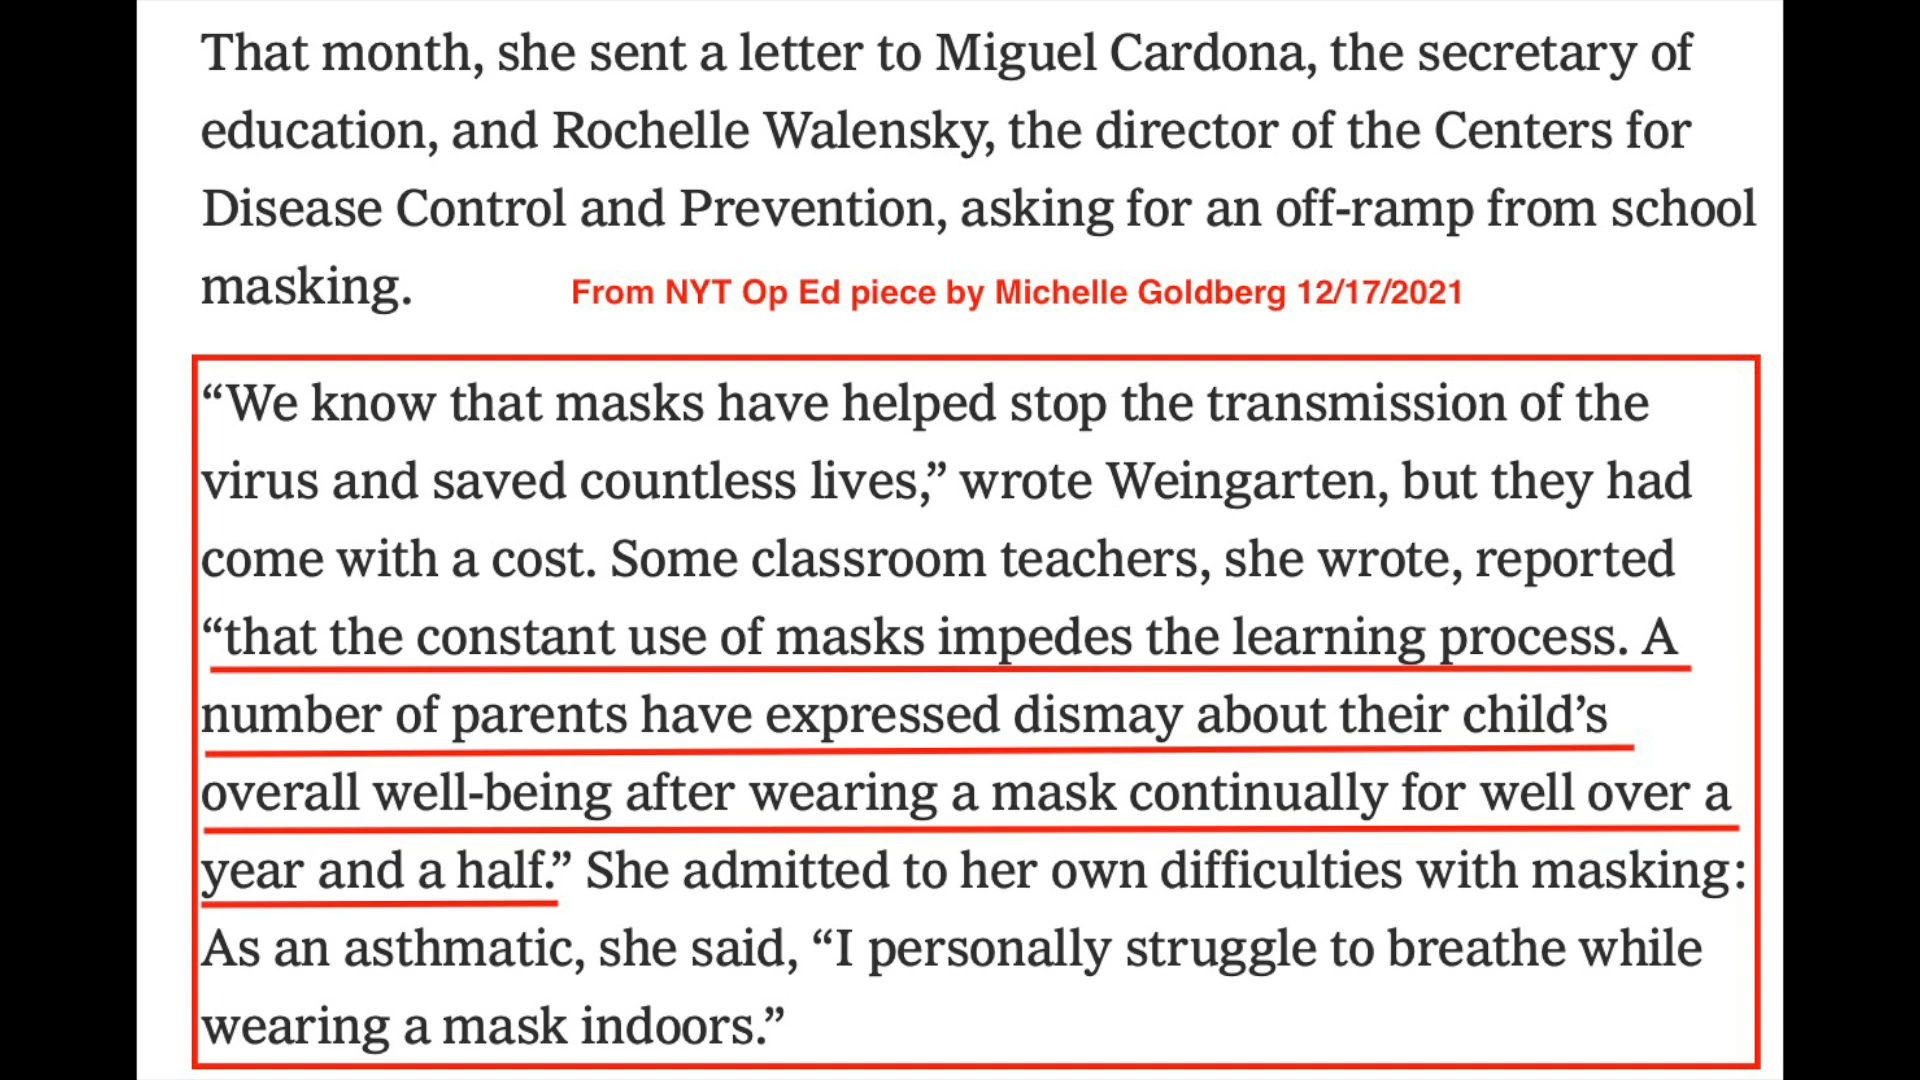 That month, she sent a letter to Miguel Cardona, the secretary of
education, and Rochelle Walensky, the director of the Centers for
Disease Control and Prevention, asking for an off-ramp from school
masking.
From NYT Op Ed piece by Michelle Goldberg 12/17/2021
“We know that masks have helped stop the transmission of the
virus and saved countless lives,” wrote Weingarten, but they had
come with a cost. Some classroom teachers, she wrote, reported
“that the constant use of masks impedes the learning process. A
number of parents have expressed dismay about their child’s
overall well-being after wearing a mask continually for well over a
year and a half.” She admitted to her own difficulties with masking:
As an asthmatic, she said, “I personally struggle to breathe while
wearing a mask indoors.”